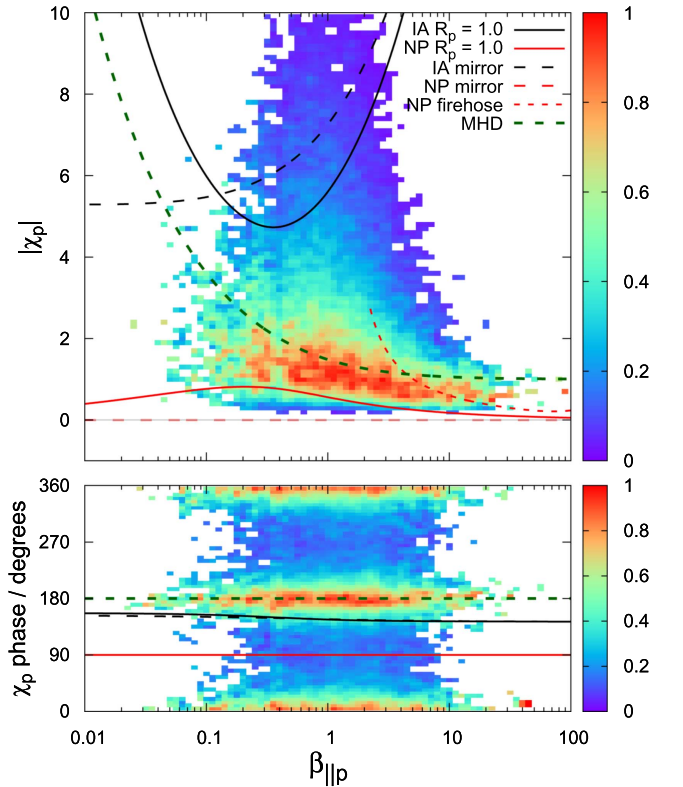 10
8
6
4
2
0
|χp|
IA Rp = 1.0
NP Rp = 1.0
IA mirror
NP mirror
NP firehose
MHD
1
0.8
0.6
0.4
0.2
0
360
270
180
90
0
χp phase / degrees
1
0.8
0.6
0.4
0.2
0
0.01 0.1 1 10 100
β||p